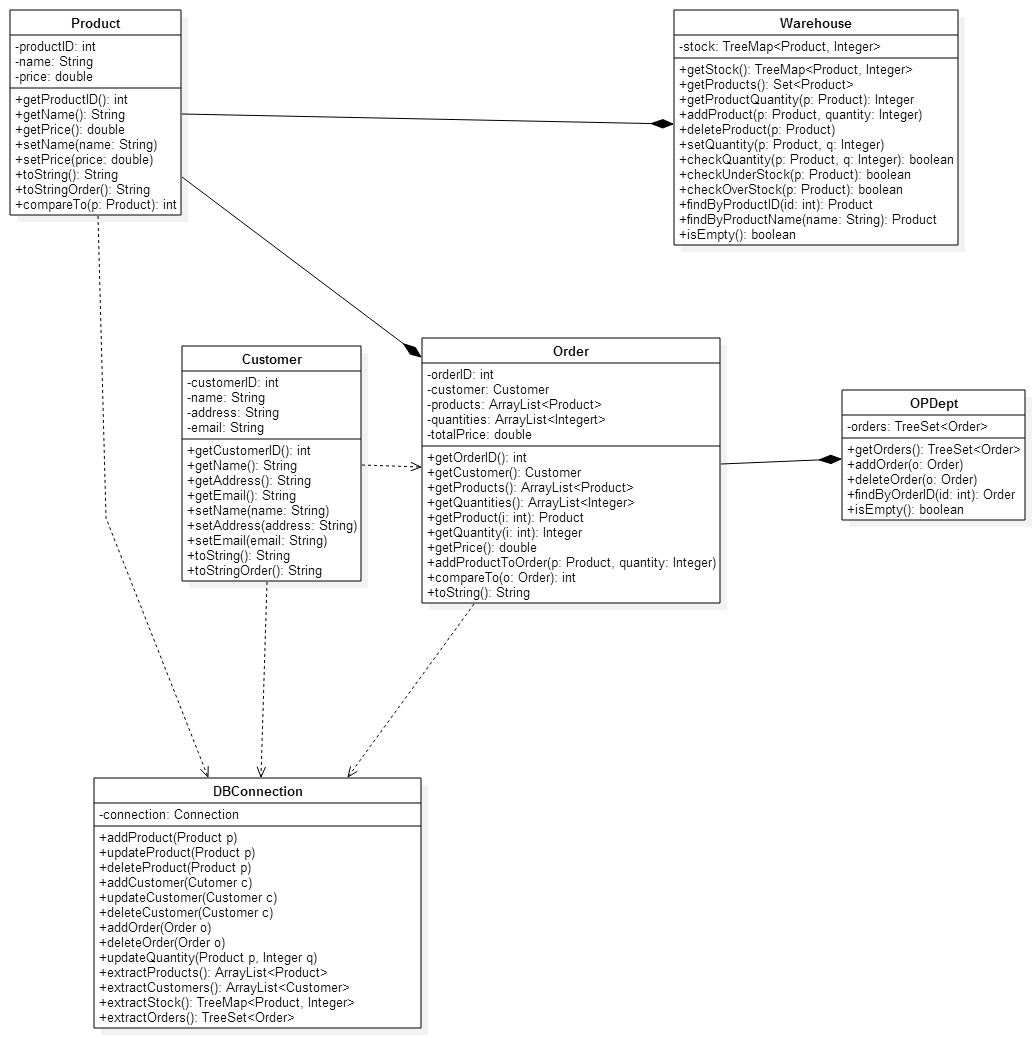 Product
-productID: int
-name: String
-price: double
+getProductID(): int
+getName(): String
+getPrice(): double
+setName(name: String)
+setPrice(price: double)
+toString(): String
+toStringOrder(): String
+compareTo(p: Product): int
Warehouse
-stock: TreeMap<Product, Integer>
+getStock(): TreeMap<Product, Integer>
+getProducts(): Set<Product>
+getProductQuantity(p: Product): Integer
+addProduct(p: Product, quantity: Integer)
+deleteProduct(p: Product)
+setQuantity(p: Product, q: Integer)
+checkQuantity(p: Product, q: Integer): boolean
+checkUnderStock(p: Product): boolean
+checkOverStock(p: Product): boolean
+findByProductID(id: int): Product
+findByProductName(name: String): Product
+isEmpty(): boolean
Customer
-customerID: int
-name: String
-address: String
-email: String
+getCustomerID(): int
+getName(): String
+getAddress(): String
+getEmail(): String
+setName(name: String)
+setAddress(address: String)
+setEmail(email: String)
+toString(): String
+toStringOrder(): String
Order
-orderID: int
-customer: Customer
-products: ArrayList<Product>
-quantities: ArrayList<Integert>
-totalPrice: double
+getOrderID(): int
+getCustomer(): Customer
+getProducts(): ArrayList<Product>
+getQuantities(): ArrayList<Integer>
+getProduct(i: int): Product
+getQuantity(i: int): Integer
+getPrice(): double
+addProductToOrder(p: Product, quantity: Integer)
+compareTo(o: Order): int
+toString(): String
OPDept
-orders: TreeSet<Order>
+getOrders(): TreeSet<Order>
+addOrder(o: Order)
+deleteOrder(o: Order)
+findByOrderID(id: int): Order
+isEmpty(): boolean
DBConnection
-connection: Connection
+addProduct(Product p)
+updateProduct(Product p)
+deleteProduct(Product p)
+addCustomer(Cutomer c)
+updateCustomer(Customer c)
+deleteCustomer(Customer c)
+addOrder(Order o)
+deleteOrder(Order o)
+updateQuantity(Product p, Integer q)
+extractProducts(): ArrayList<Product>
+extractCustomers(): ArrayList<Customer>
+extractStock(): TreeMap<Product, Integer>
+extractOrders(): TreeSet<Order>